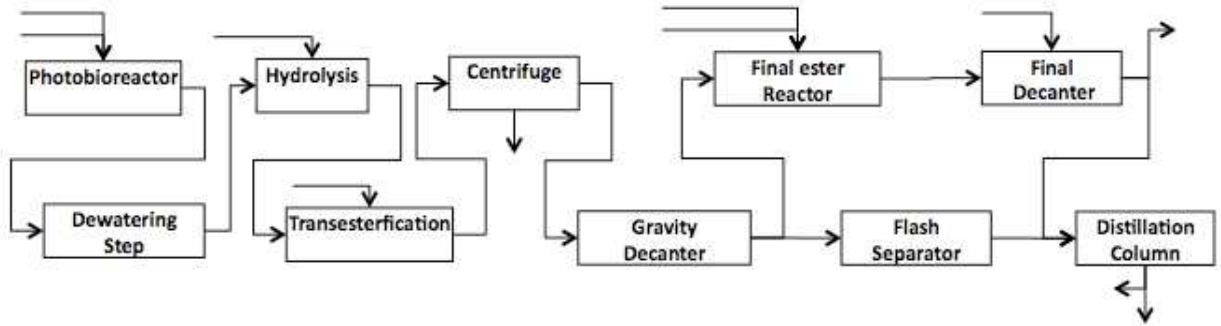 Photobioreactor
Hydrolysis
Centrifuge
Final ester
Reactor
Final
Decanter
Dewatering
Step
Transesterfication
Gravity
Decanter
Flash
Separator
Distillation
Column